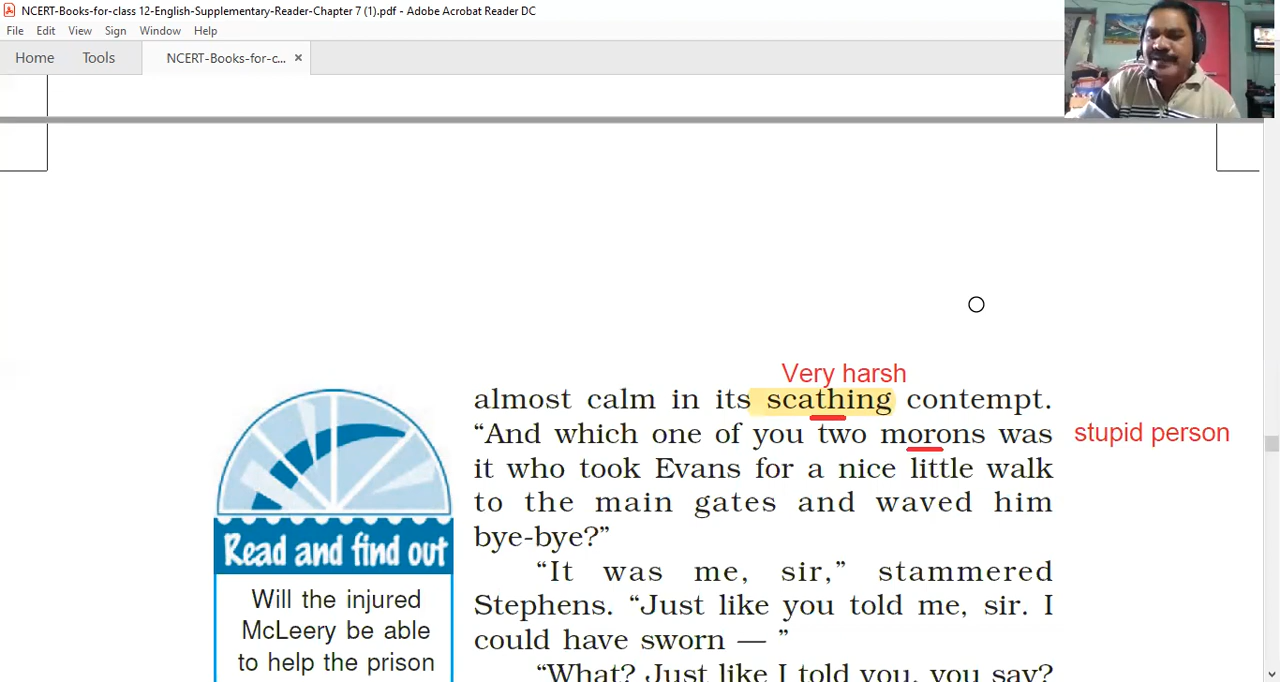 NCERT-Books-for-class 12-English-Supplementary-Reader-Chapter 7 (1).pdf - Adobe Acrobat Reader DC
File Edit View Sign Window Help
Home Tools NCERT-Books-for-c... ×
Very harsh
almost calm in its scathing contempt.
“And which one of you two morons was stupid person
it who took Evans for a nice little walk
to the main gates and waved him
bye-bye?”
“It was me, sir,” stammered
Stephens. “Just like you told me, sir. I
could have sworn — ”
“What? Just like I told you, you say?
Read and find out
Will the injured
McLeery be able
to help the prison